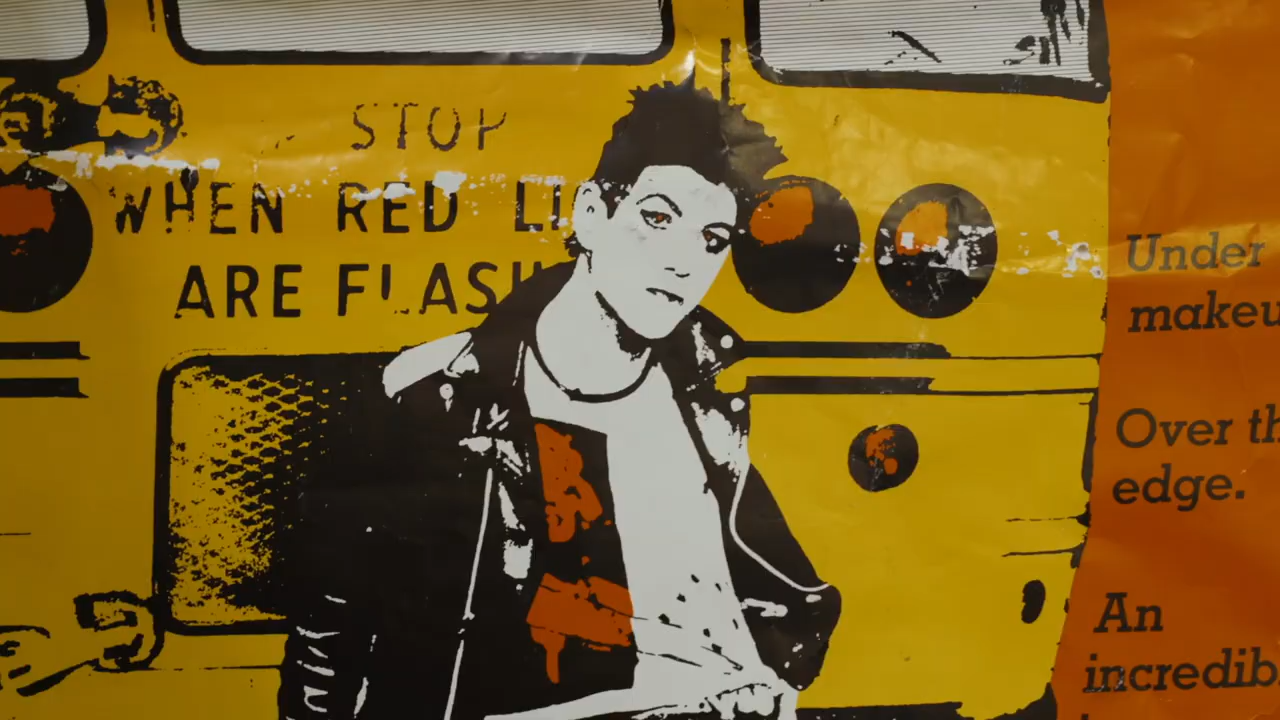 STOP
WHEN RED LI
ARE FLASH
Under
makeu
Over th
edge.
An
incredib